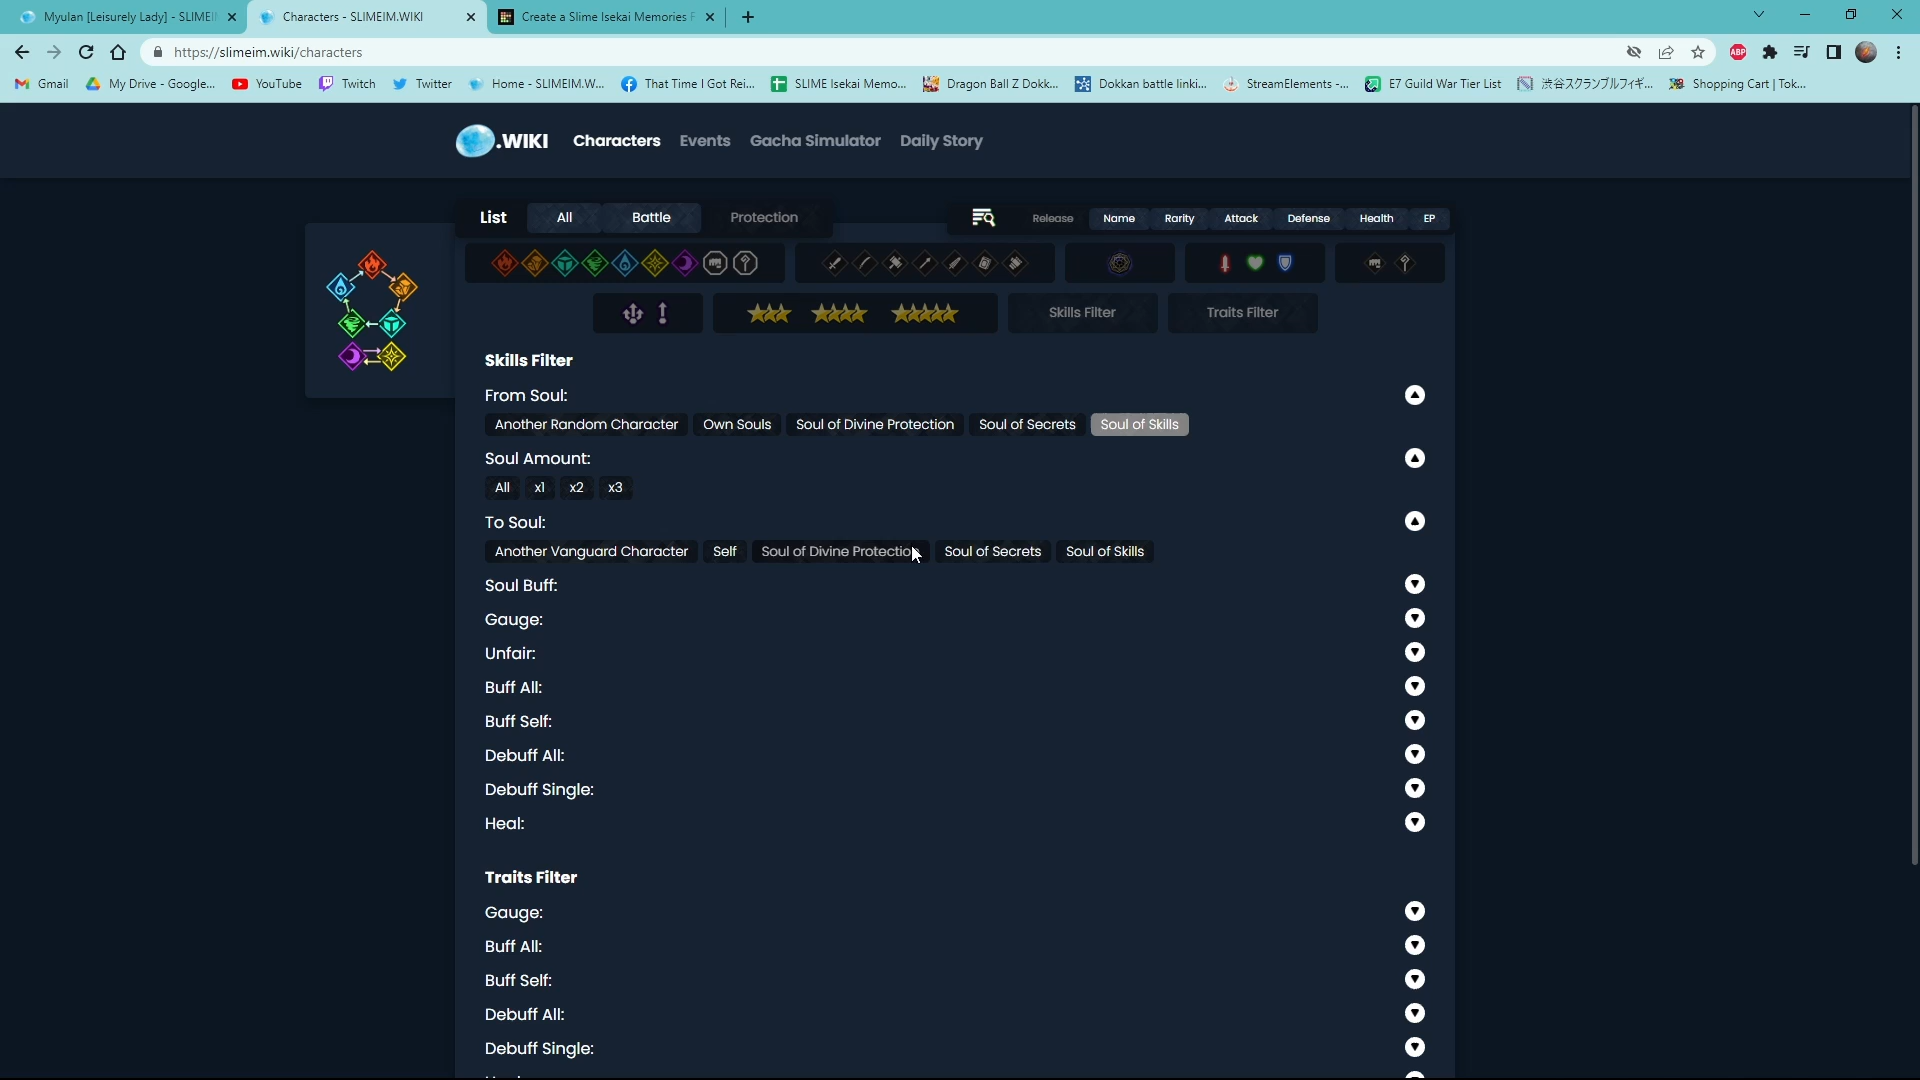 Myulan [Leisurely Lady] - SLIMEI
Characters - SLIMEIM.WIKI
Create a Slime Isekai Memories F
https://slimeim.wiki/characters
ABP
Gmail
My Drive - Google...
YouTube
Twitch
Twitter
Home - SLIMEIM.W...
That Time I Got Rei...
SLIME Isekai Memo...
Dragon Ball Z Dokk...
Dokkan battle linki...
StreamElements -...
E7 Guild War Tier List
渋谷スクランブルフィギ...
Shopping Cart | Tok...
.WIKI
Characters
Events
Gacha Simulator
Daily Story
List
All
Battle
Protection
Release
Name
Rarity
Attack
Defense
Health
EP
Skills Filter
Traits Filter
Skills Filter
From Soul:
Another Random Character
Own Souls
Soul of Divine Protection
Soul of Secrets
Soul of Skills
Soul Amount:
All
x1
x2
x3
To Soul:
Another Vanguard Character
Self
Soul of Divine Protection
Soul of Secrets
Soul of Skills
Soul Buff:
Gauge:
Unfair:
Buff All:
Buff Self:
Debuff All:
Debuff Single:
Heal:
Traits Filter
Gauge:
Buff All:
Buff Self:
Debuff All:
Debuff Single: